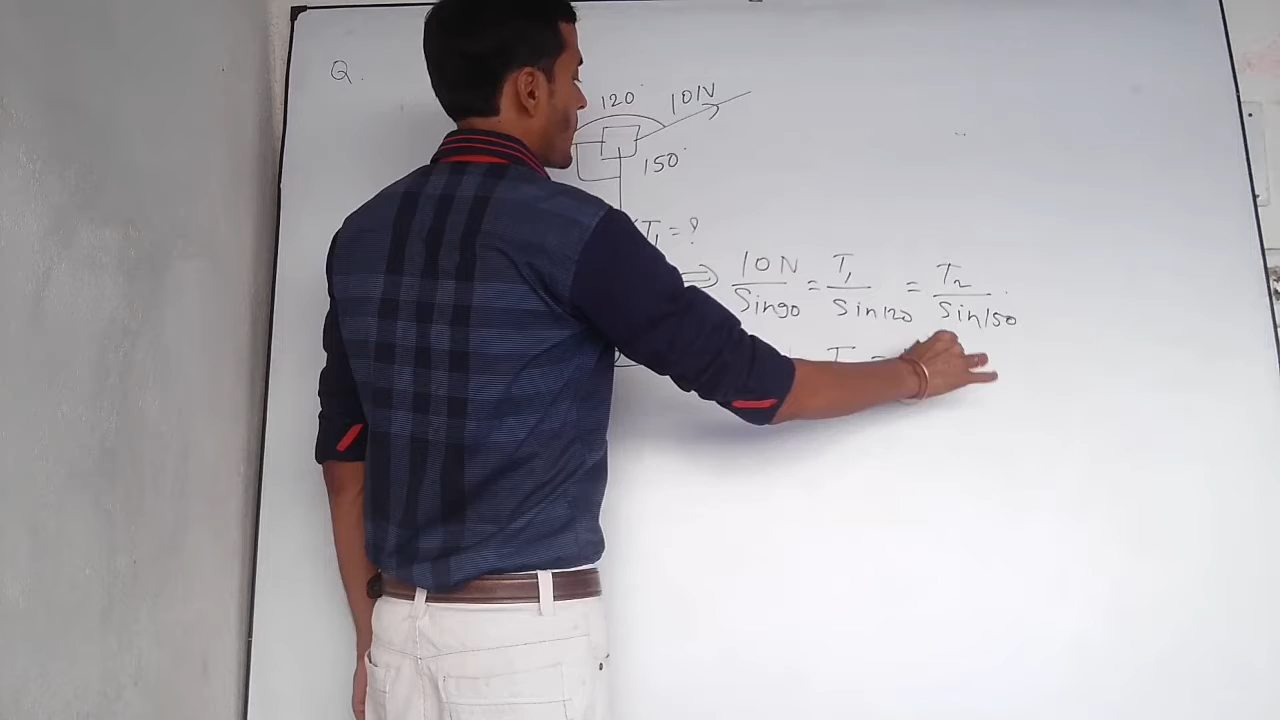 Q.
120°
10N
150°
T₁ = ?
⇒ 10N/Sin90 = T₁/Sin120 = T₂/Sin150
T =